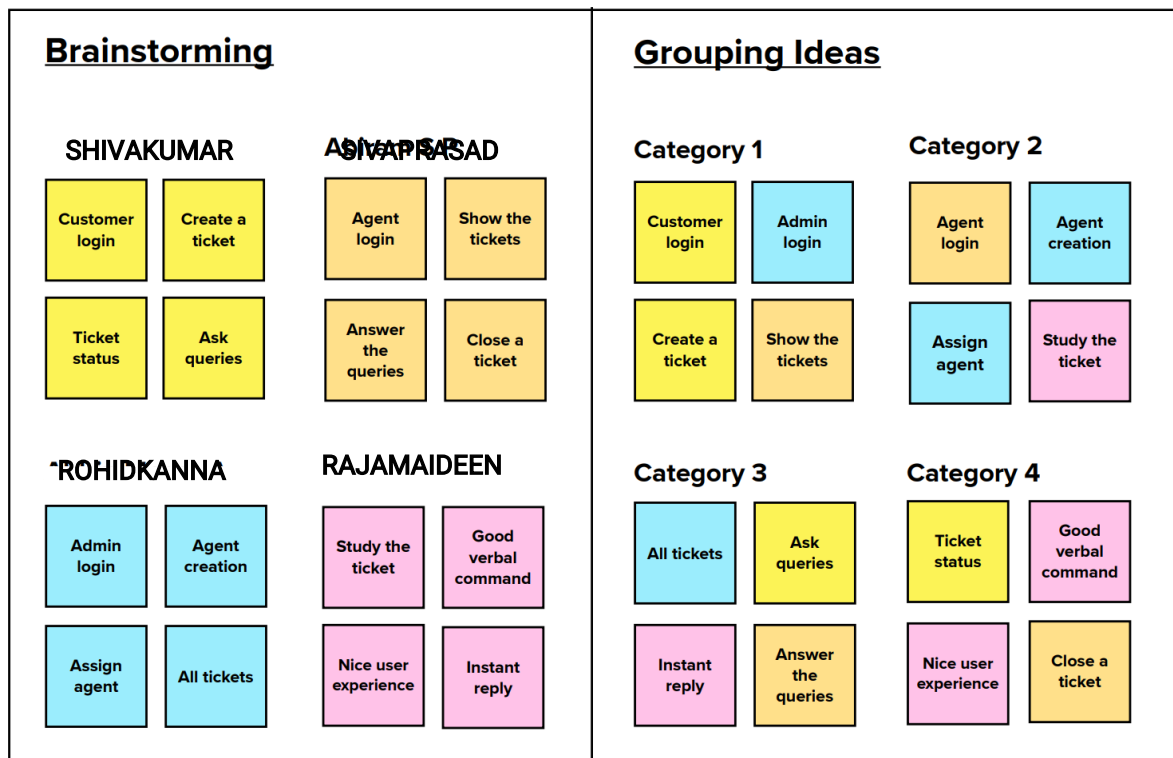 Brainstorming
SHIVAKUMAR
SIVAPRASAD
Customer
login
Create a
ticket
Agent
login
Show the
tickets
Ticket
status
Ask
queries
Answer
the
queries
Close a
ticket
ROHIDKANNA
RAJAMAIDEEN
Admin
login
Agent
creation
Study the
ticket
Good
verbal
command
Assign
agent
All tickets
Nice user
experience
Instant
reply
Grouping Ideas
Category 1
Category 2
Customer
login
Admin
login
Agent
login
Agent
creation
Create a
ticket
Show the
tickets
Assign
agent
Study the
ticket
Category 3
Category 4
All tickets
Ask
queries
Ticket
status
Good
verbal
command
Instant
reply
Answer
the
queries
Nice user
experience
Close a
ticket